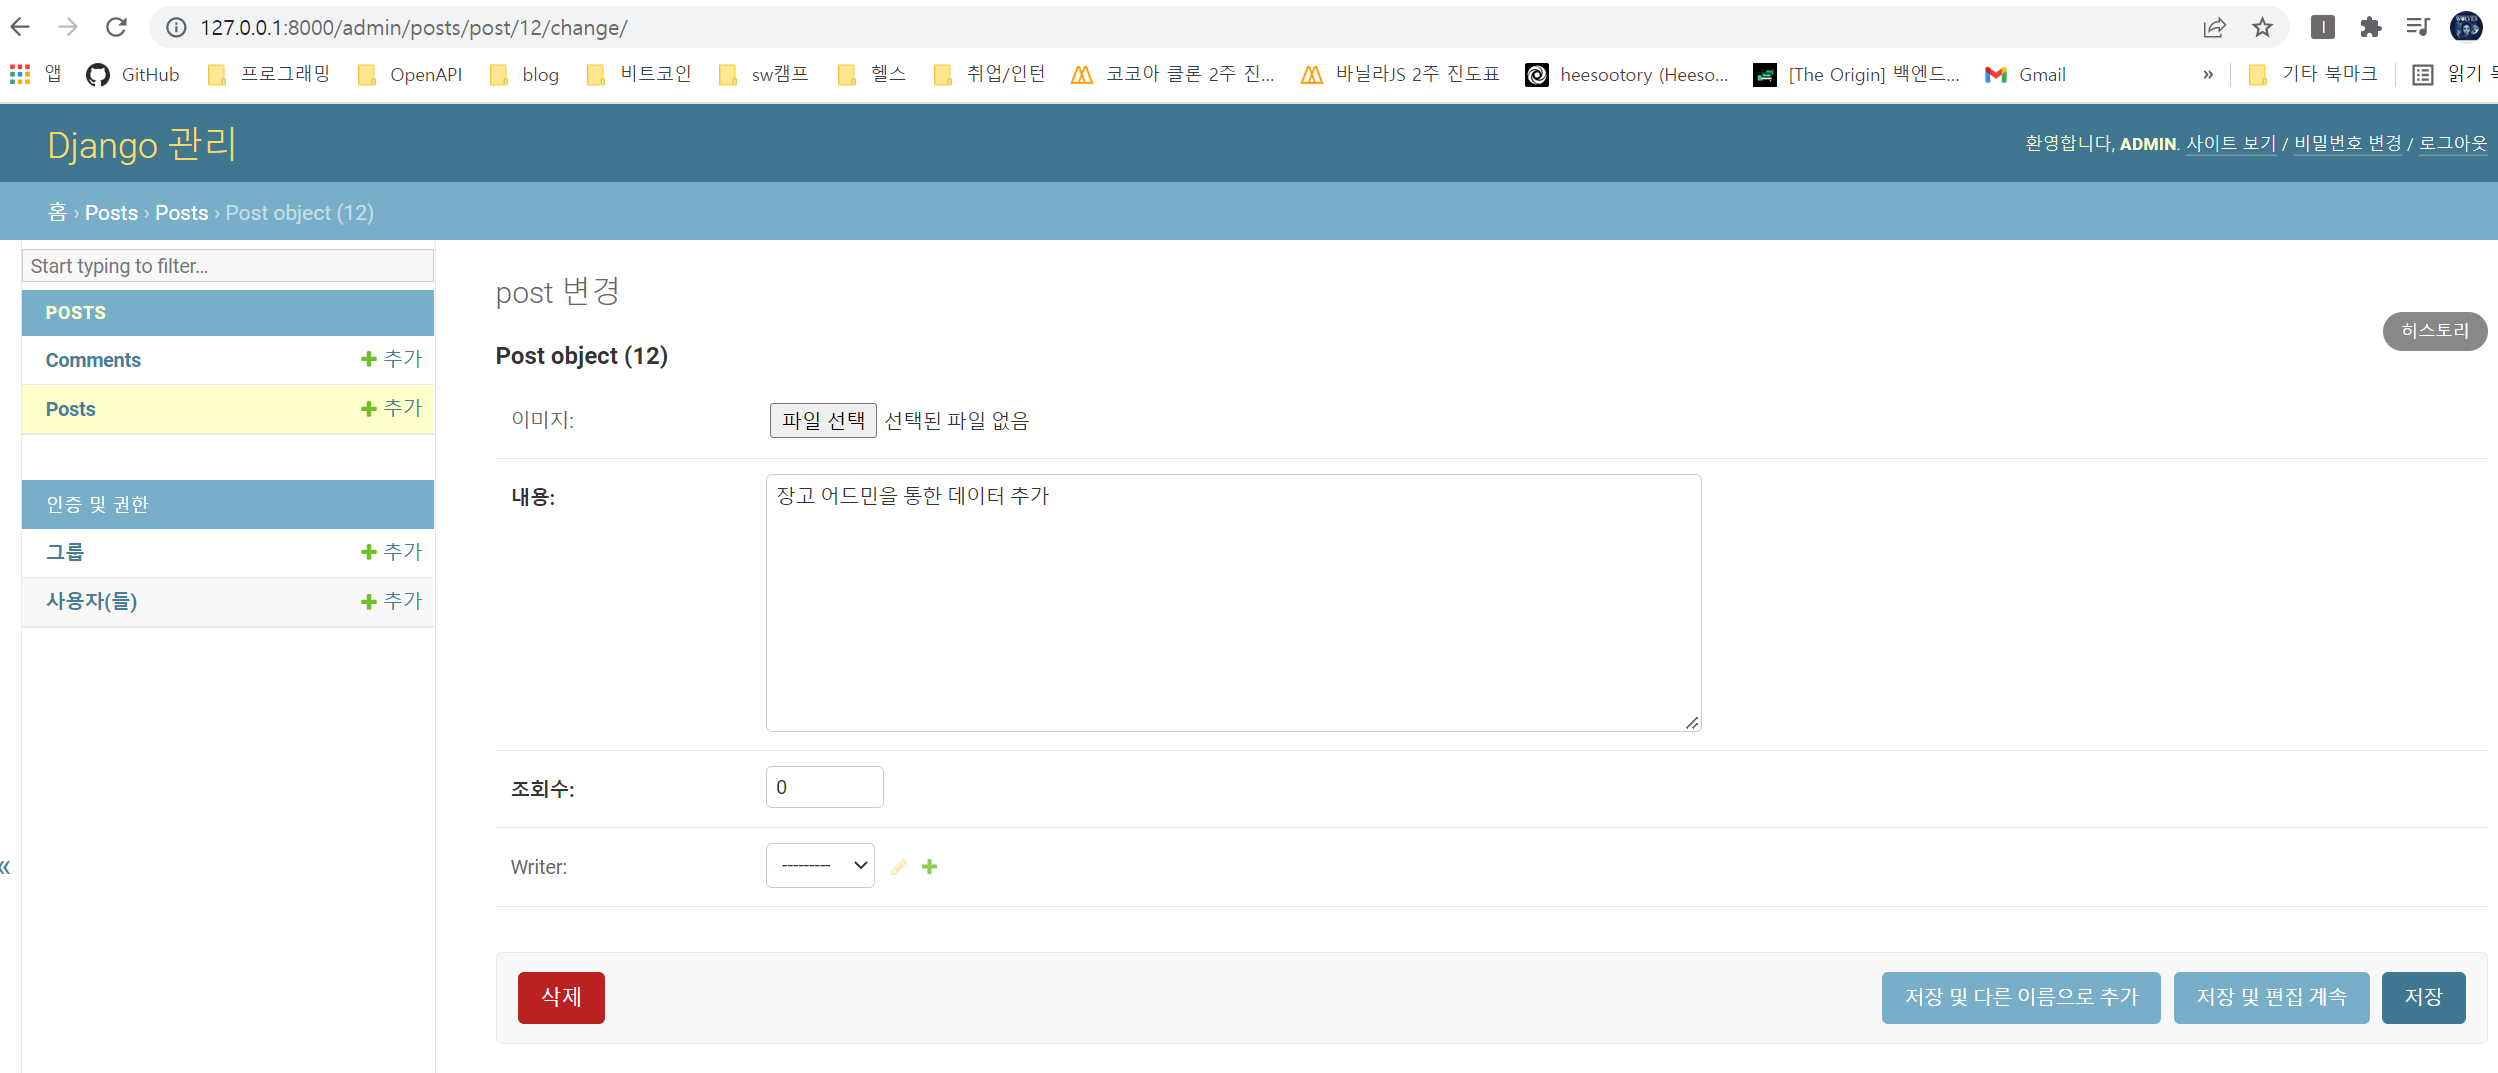 127.0.0.1:8000/admin/posts/post/12/change/
앱 GitHub 프로그래밍 OpenAPI blog 비트코인 sw캠프 헬스 취업/인턴 코코아 클론 2주 진... 바닐라JS 2주 진도표 heesootory (Heeso... [The Origin] 백엔드... Gmail » 기타 북마크 읽기
Django 관리
환영합니다, ADMIN. 사이트 보기 / 비밀번호 변경 / 로그아웃
홈 › Posts › Posts › Post object (12)
Start typing to filter...
POSTS
Comments + 추가
Posts + 추가
인증 및 권한
그룹 + 추가
사용자(들) + 추가
«
post 변경
히스토리
Post object (12)
이미지: 파일 선택 선택된 파일 없음
내용: 장고 어드민을 통한 데이터 추가
조회수: 0
Writer: ---------
삭제 저장 및 다른 이름으로 추가 저장 및 편집 계속 저장